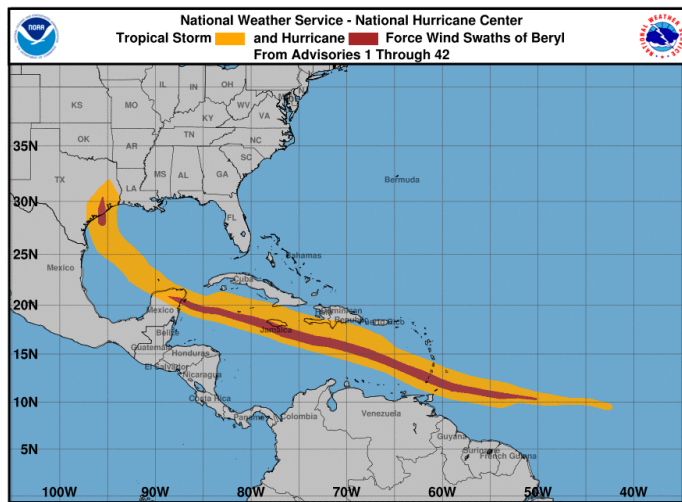 National Weather Service - National Hurricane Center
Tropical Storm and Hurricane Force Wind Swaths of Beryl
From Advisories 1 Through 42
NOAA
IL
IN
OH
KS
MO
WV
KY
VA
OK
TN
NC
AR
35N
SC
MS
AL
GA
Bermuda
TX
LA
30N
FL
25N
Bahamas
Mexico
Cuba
20N
Mexico
Dominican
Puerto Rico
Jamaica
Belize
15N
Guatemala
Honduras
El Salvador
Nicaragua
10N
Costa Rica
Panama
Colombia
Venezuela
Guyana
5N
Suriname
French Guiana
100W
90W
80W
70W
60W
50W
40W